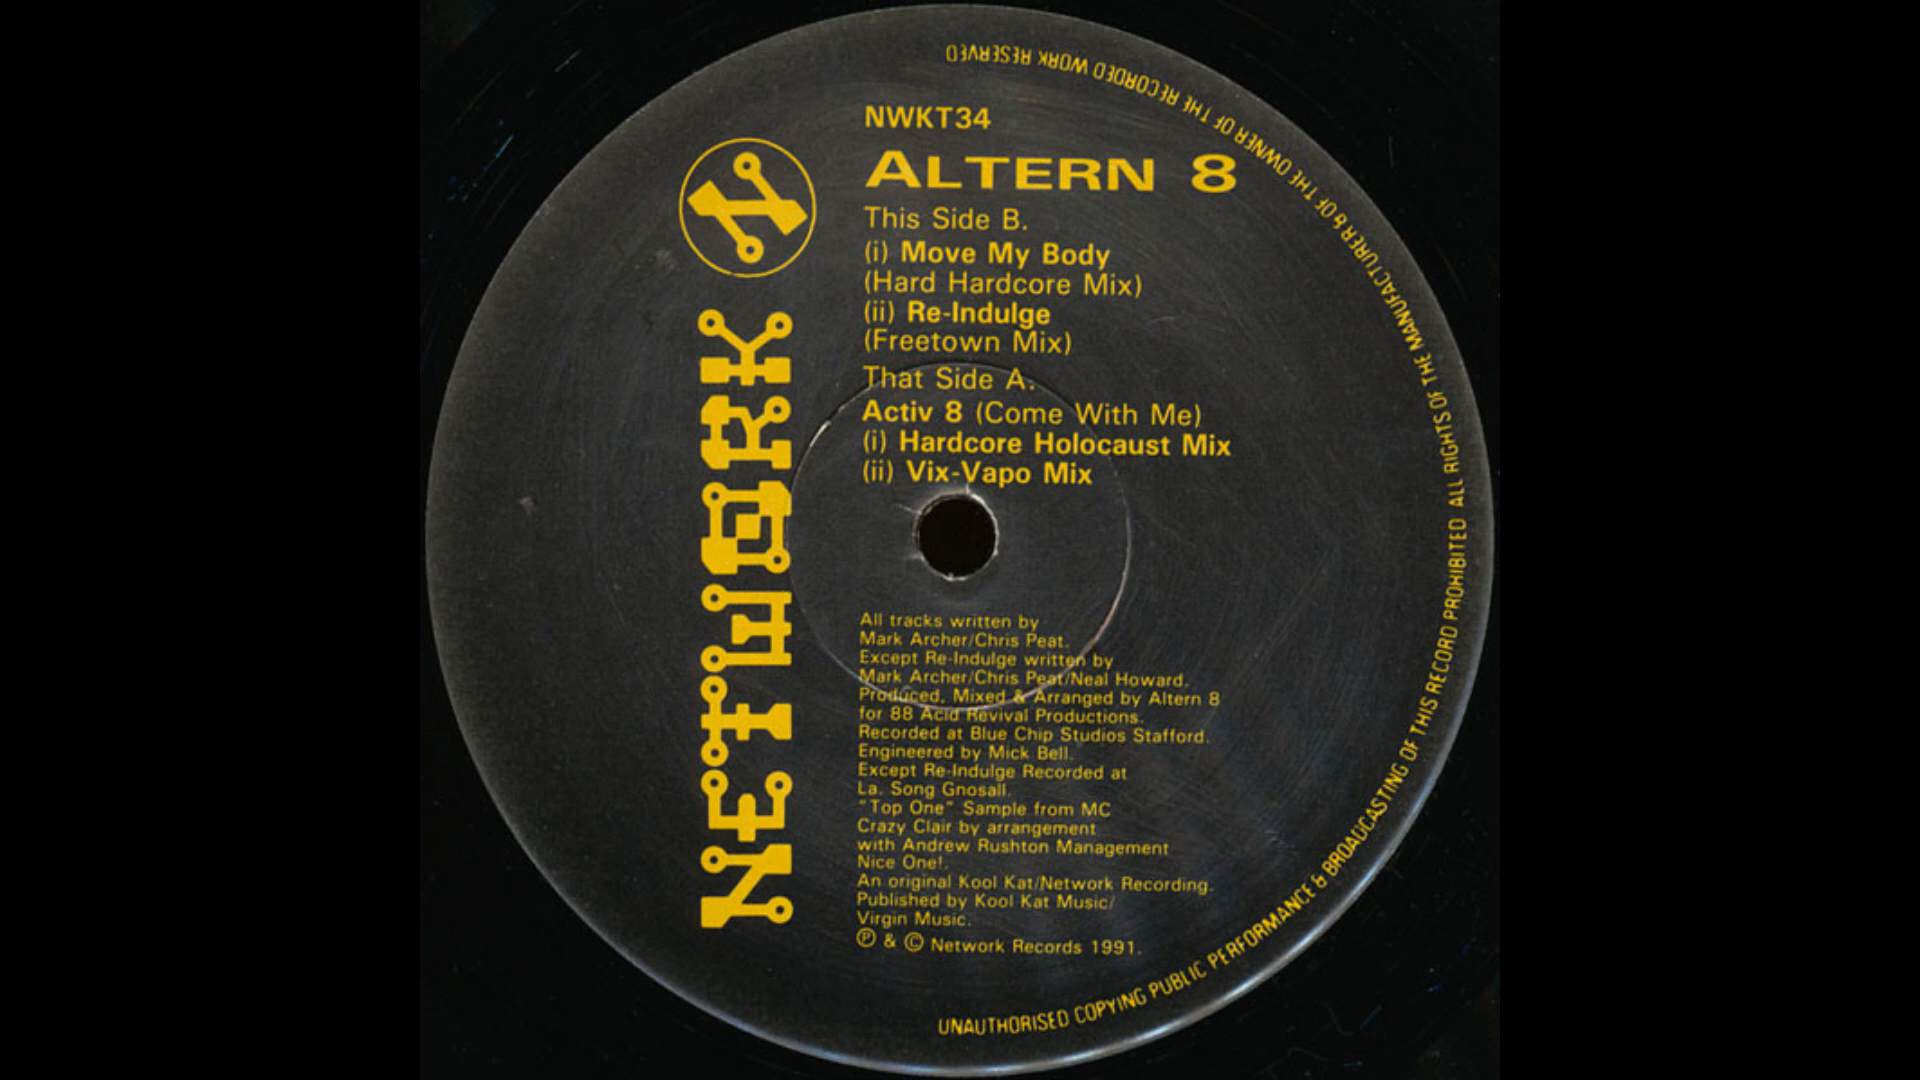 NWKT34
ALTERN 8
This Side B.
(i) Move My Body
(Hard Hardcore Mix)
(ii) Re-Indulge
(Freetown Mix)
That Side A.
Activ 8 (Come With Me)
(i) Hardcore Holocaust Mix
(ii) Vix-Vapo Mix
NETWORK
All tracks written by
Mark Archer/Chris Peat.
Except Re-Indulge written by
Mark Archer/Chris Peat/Neal Howard.
Produced, Mixed & Arranged by Altern 8
for 88 Acid Revival Productions.
Recorded at Blue Chip Studios Stafford.
Engineered by Mick Bell.
Except Re-Indulge Recorded at
La. Song Gnosall.
"Top One" Sample from MC
Crazy Clair by arrangement
with Andrew Rushton Management
Nice One!.
An original Kool Kat/Network Recording.
Published by Kool Kat Music/
Virgin Music.
Ⓟ & © Network Records 1991.
UNAUTHORISED COPYING PUBLIC PERFORMANCE & BROADCASTING OF THIS RECORD PROHIBITED ALL RIGHTS OF THE MANUFACTURER & OF THE OWNER OF THE RECORDED WORK RESERVED